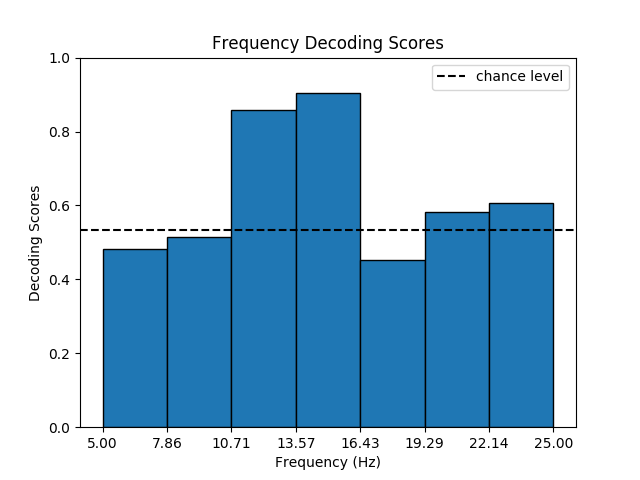 Frequency Decoding Scores
1.0
chance level
0.8
0.6
Decoding Scores
0.4
0.2
0.0
5.00 7.86 10.71 13.57 16.43 19.29 22.14 25.00
Frequency (Hz)